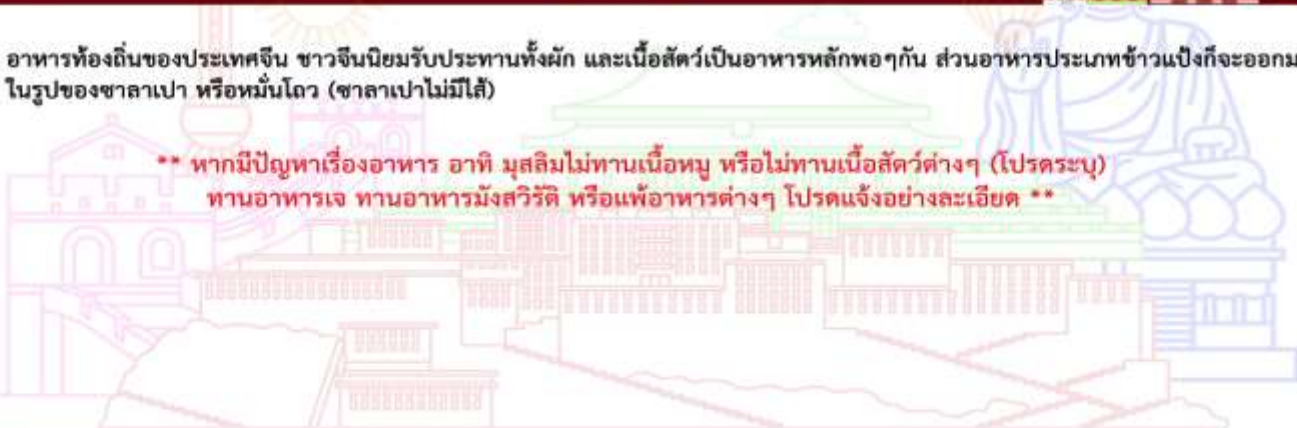 อาหารท้องถิ่นของประเทศจีน ชาวจีนนิยมรับประทานทั้งผัก และเนื้อสัตว์เป็นอาหารหลักพอๆกัน ส่วนอาหารประเภทข้าวแป้งก็จะออกม
ในรูปของซาลาเปา หรือหมั่นโถว (ซาลาเปาไม่มีไส้)
** หากมีปัญหาเรื่องอาหาร อาทิ มุสลิมไม่ทานเนื้อหมู หรือไม่ทานเนื้อสัตว์ต่างๆ (โปรดระบุ)
ทานอาหารเจ ทานอาหารมังสวิรัติ หรือแพ้อาหารต่างๆ โปรดแจ้งอย่างละเอียด **